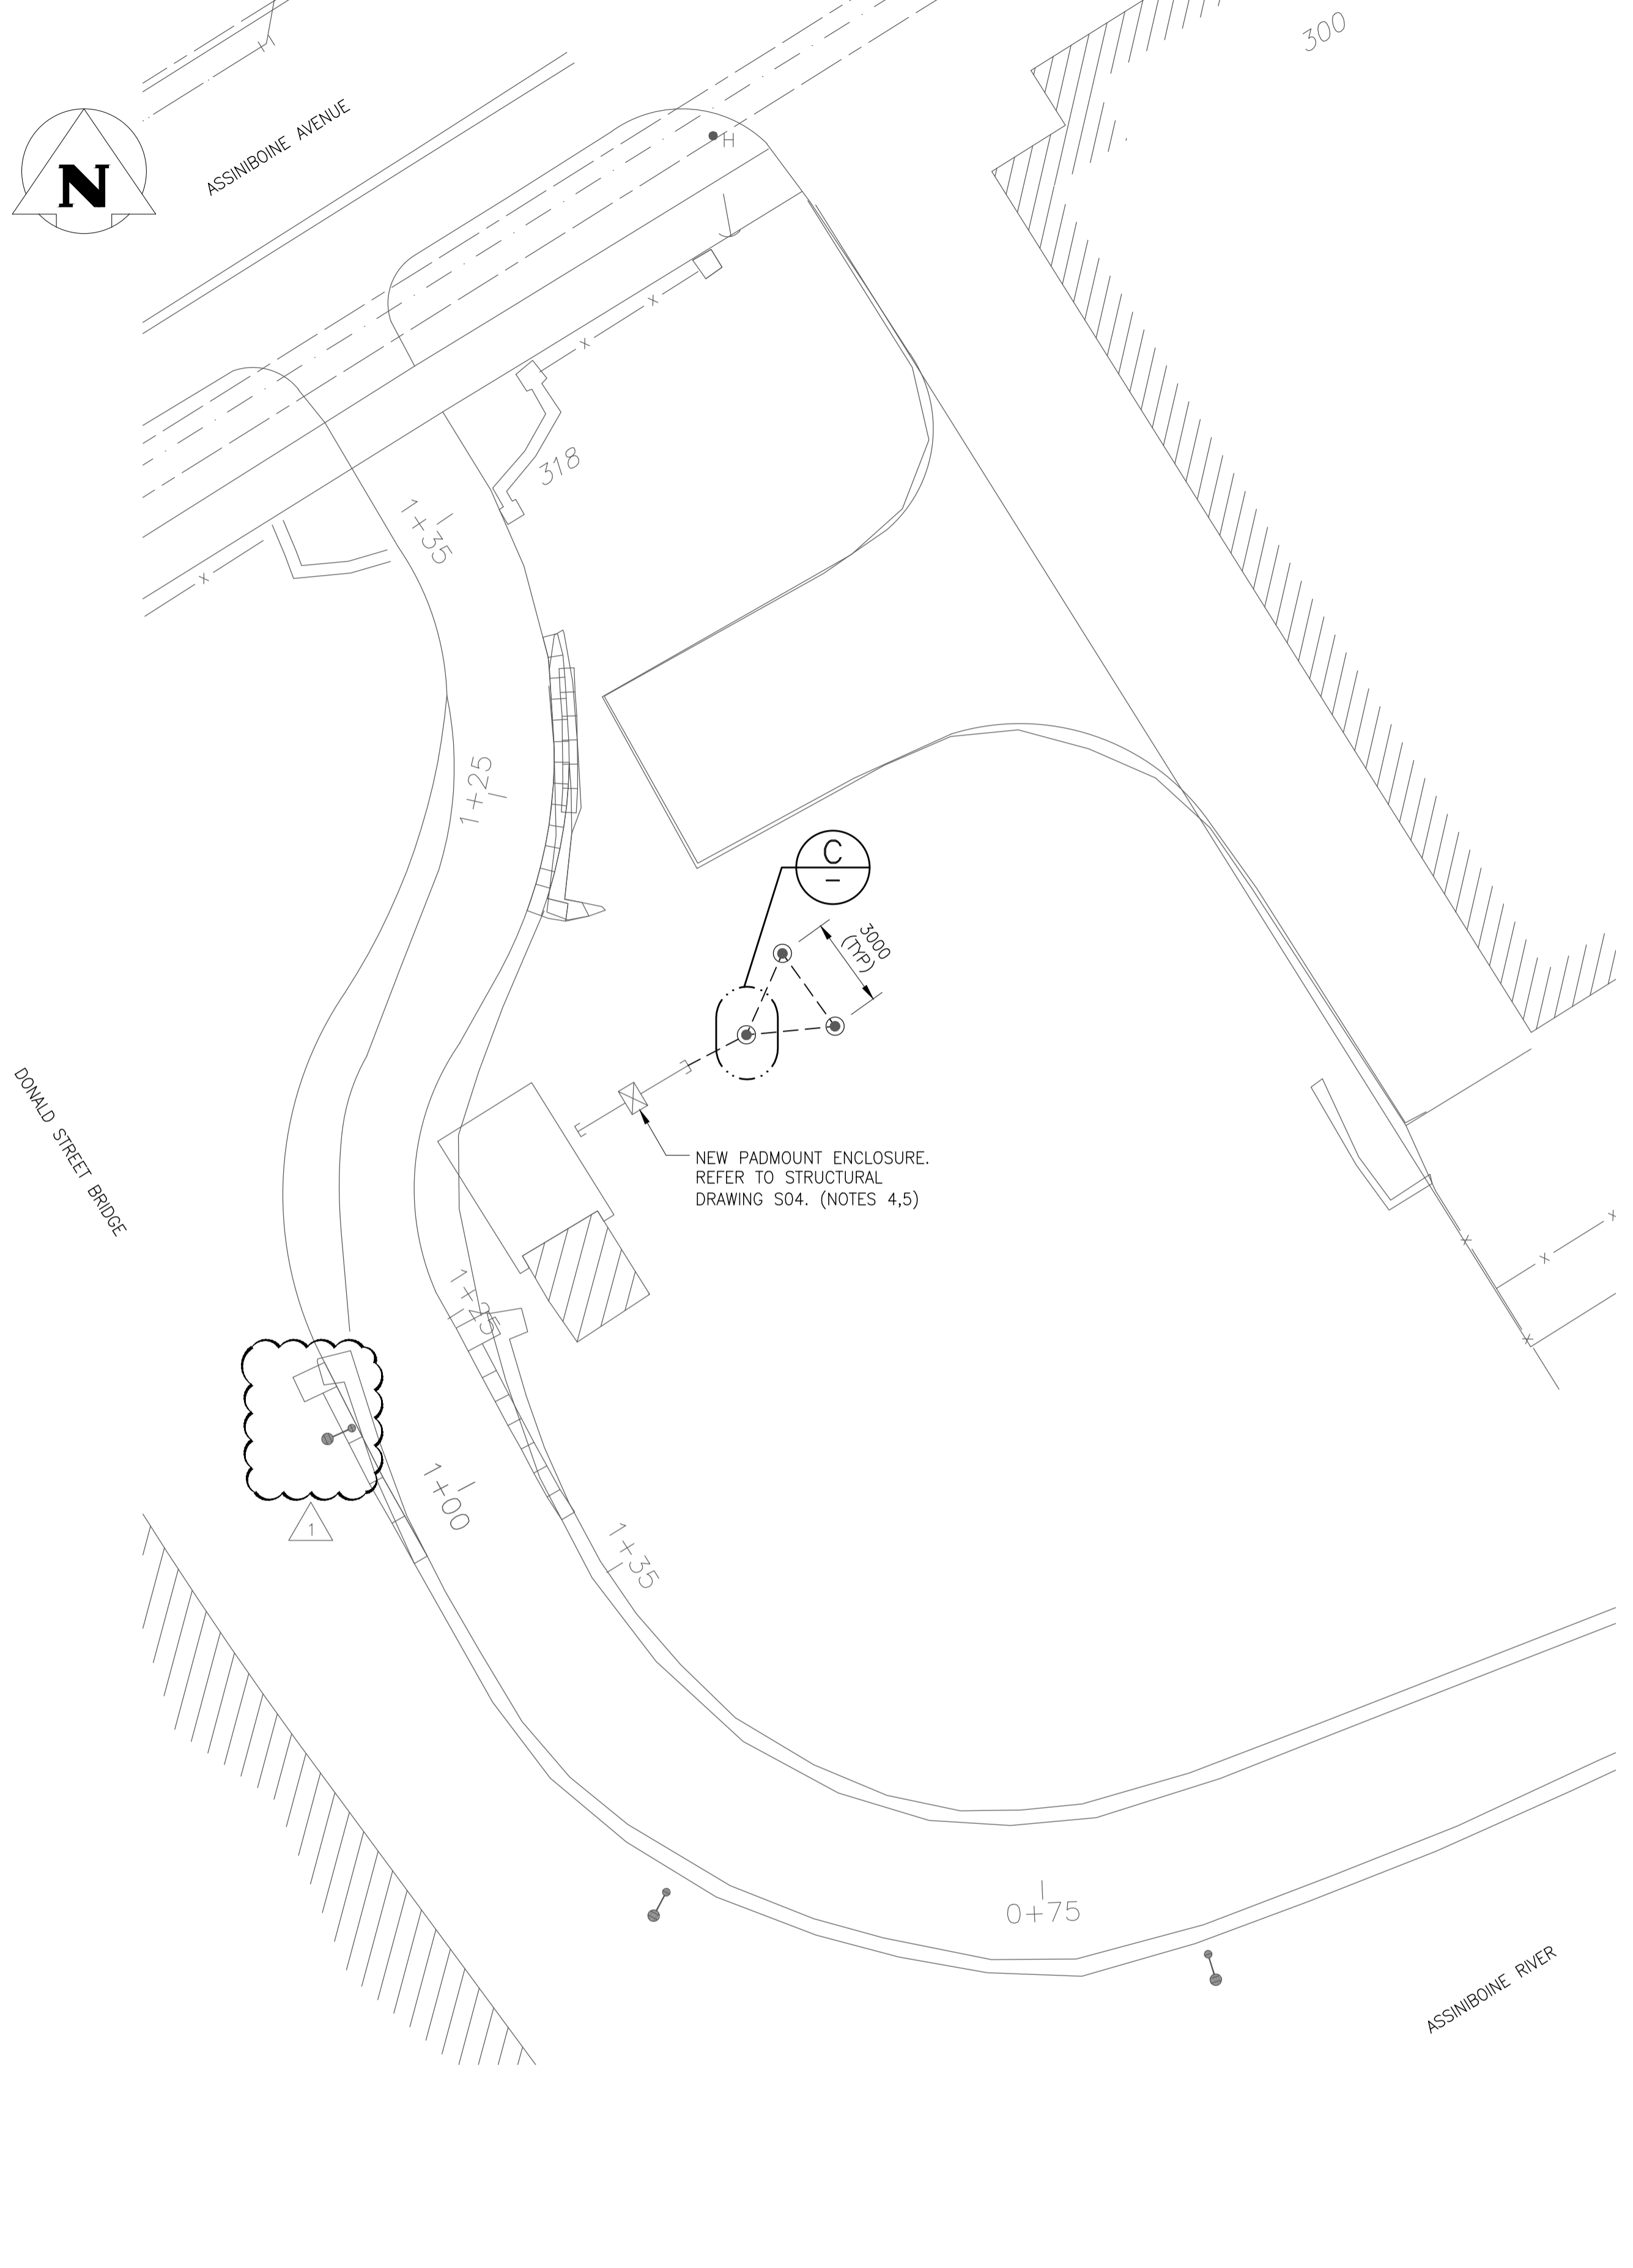 300
ASSINIBOINE AVENUE
N
H
x
x
318
1+35
x
1+25
C
3000
(TYP)
DONALD STREET BRIDGE
NEW PADMOUNT ENCLOSURE.
REFER TO STRUCTURAL
DRAWING S04. (NOTES 4,5)
x
x
x
x
1+25
1+00
1
1+35
0+75
ASSINIBOINE RIVER